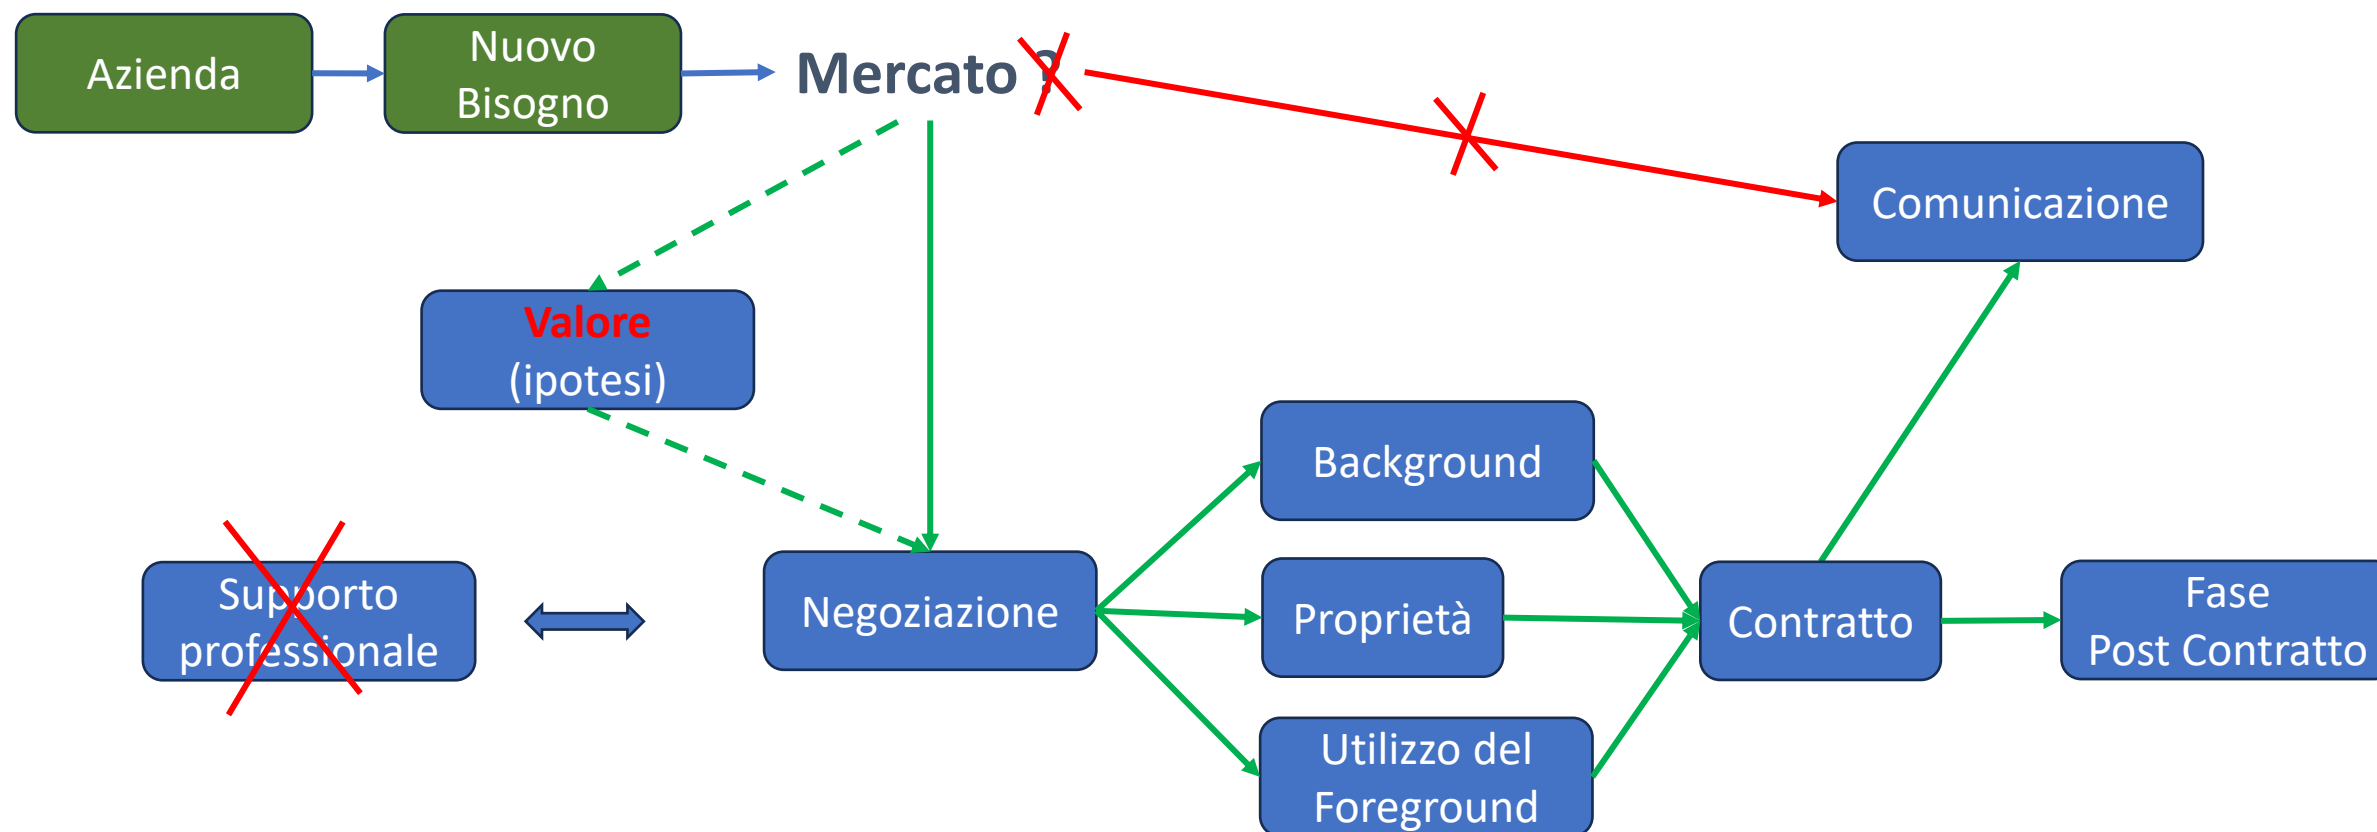 Azienda
Nuovo
Bisogno
Mercato ?
Comunicazione
Valore
(ipotesi)
Background
Supporto
professionale
Negoziazione
Proprietà
Contratto
Fase
Post Contratto
Utilizzo del
Foreground